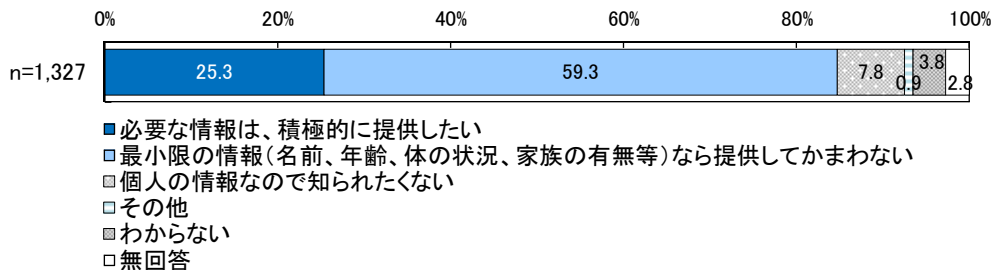 0% 20% 40% 60% 80% 100%
n=1,327 25.3 59.3 7.8 0.9 3.8 2.8
必要な情報は、積極的に提供したい
最小限の情報(名前、年齢、体の状況、家族の有無等)なら提供してかまわない
個人の情報なので知られたくない
その他
わからない
無回答